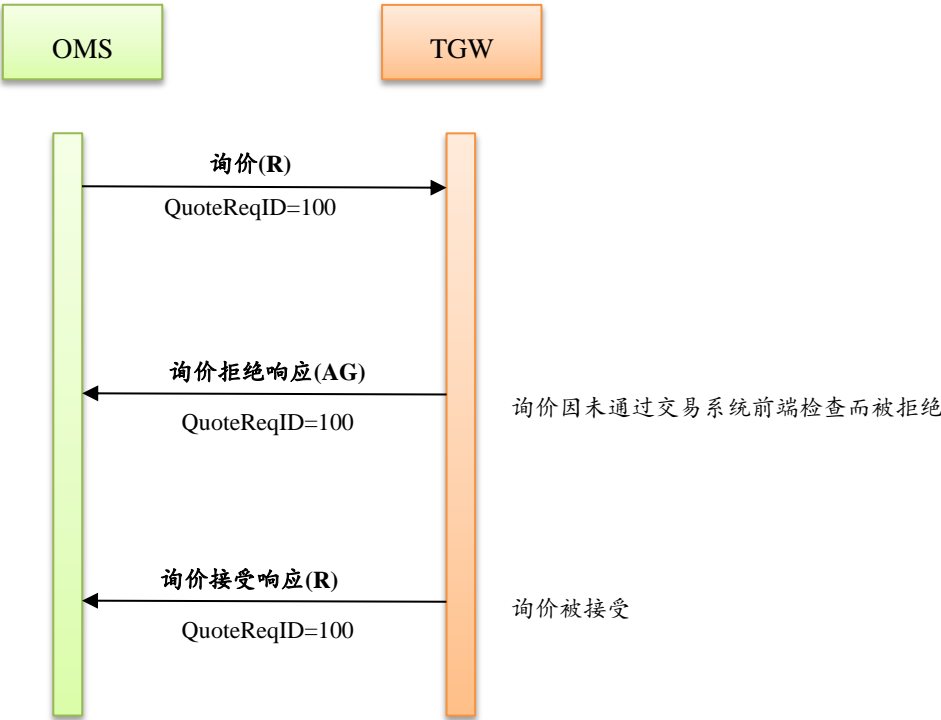 OMS
TGW
询价(R)
QuoteReqID=100
询价拒绝响应(AG)
QuoteReqID=100
询价因未通过交易系统前端检查而被拒绝
询价接受响应(R)
QuoteReqID=100
询价被接受